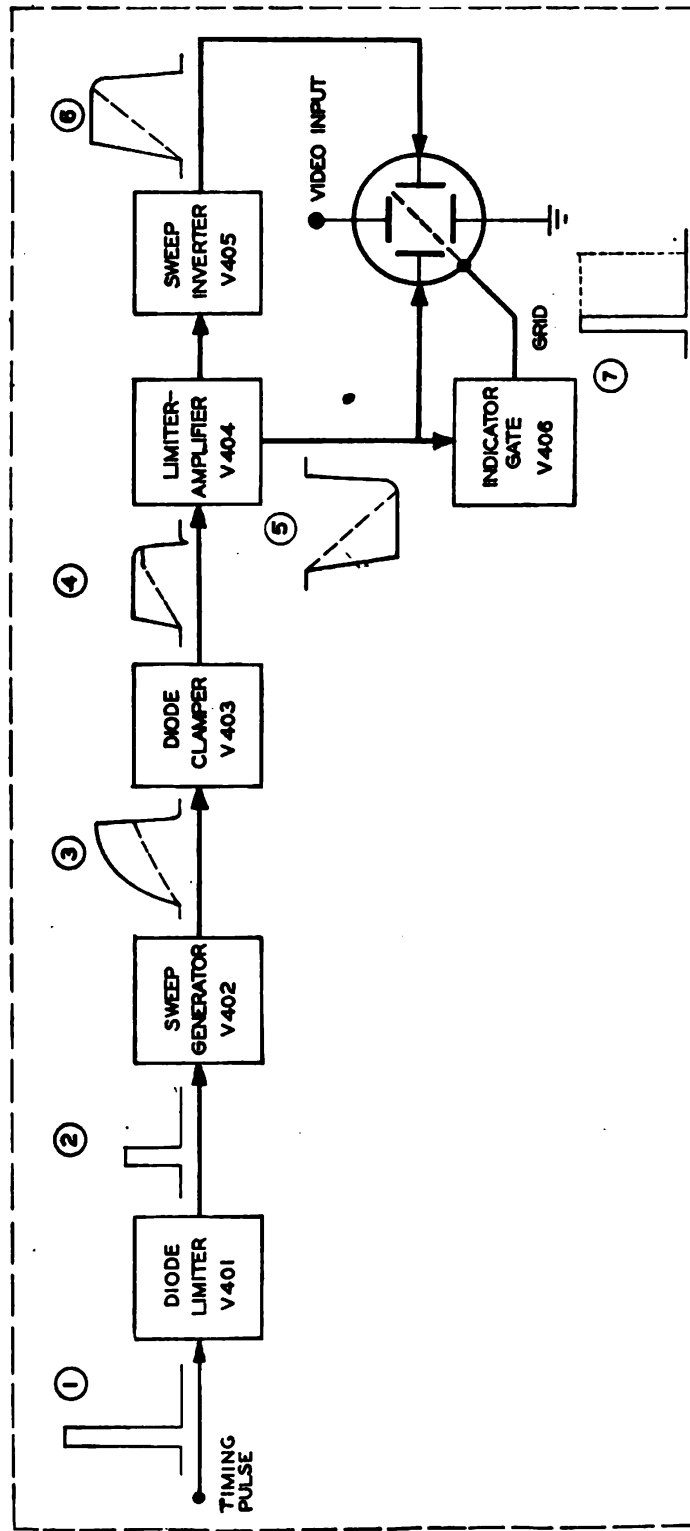 1
TIMING
PULSE
DIODE
LIMITER
V401
2
SWEEP
GENERATOR
V402
3
DIODE
CLAMPER
V403
4
LIMITER-
AMPLIFIER
V404
5
SWEEP
INVERTER
V405
6
VIDEO INPUT
INDICATOR
GATE
V406
GRID
7